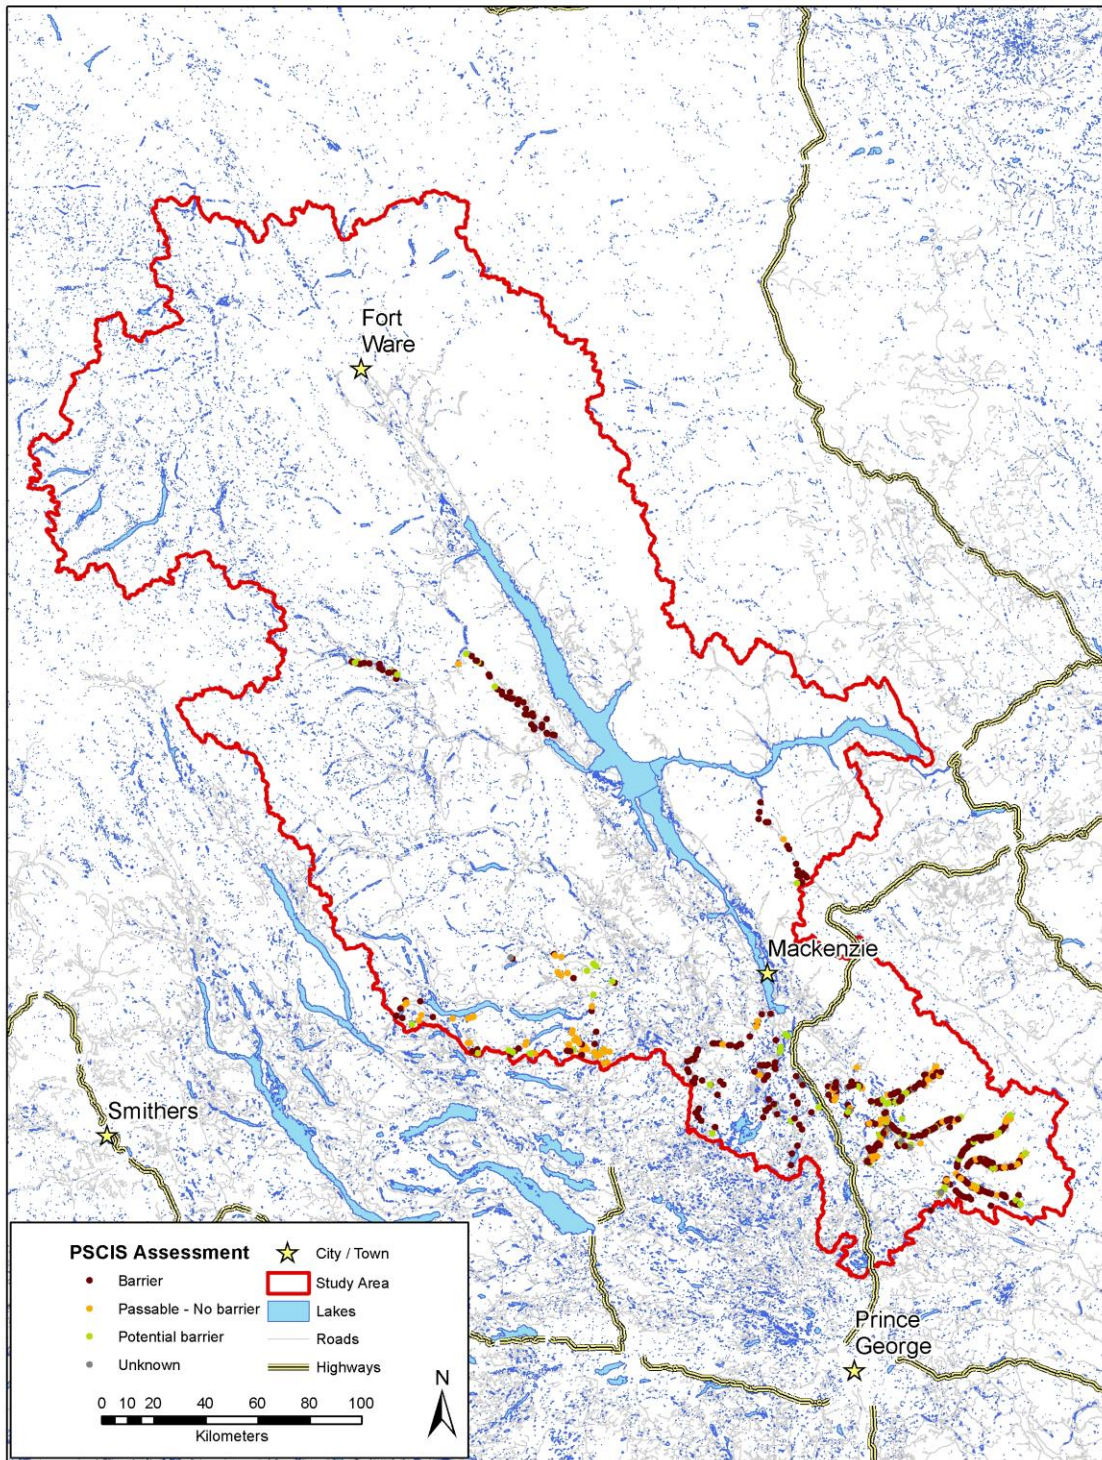 Fort
Ware
Mackenzie
Smithers
Prince
George
PSCIS Assessment
Barrier
Passable - No barrier
Potential barrier
Unknown
City / Town
Study Area
Lakes
Roads
Highways
0 10 20 40 60 80 100
Kilometers
N